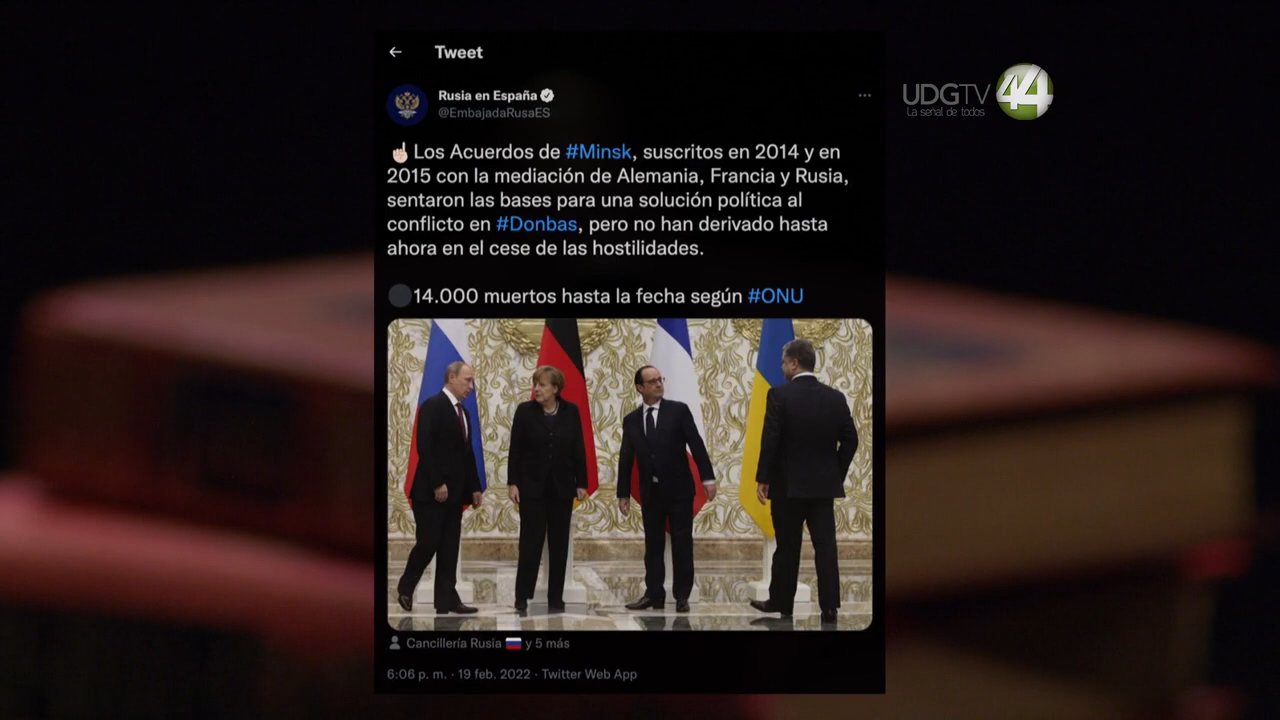 Tweet
Rusia en España
@EmbajadaRusaES
UDGTV 44
La señal de todos
☝🏻Los Acuerdos de #Minsk, suscritos en 2014 y en
2015 con la mediación de Alemania, Francia y Rusia,
sentaron las bases para una solución política al
conflicto en #Donbas, pero no han derivado hasta
ahora en el cese de las hostilidades.
⚫14.000 muertos hasta la fecha según #ONU
Cancillería Rusia 🇷🇺 y 5 más
6:06 p. m. · 19 feb. 2022 · Twitter Web App